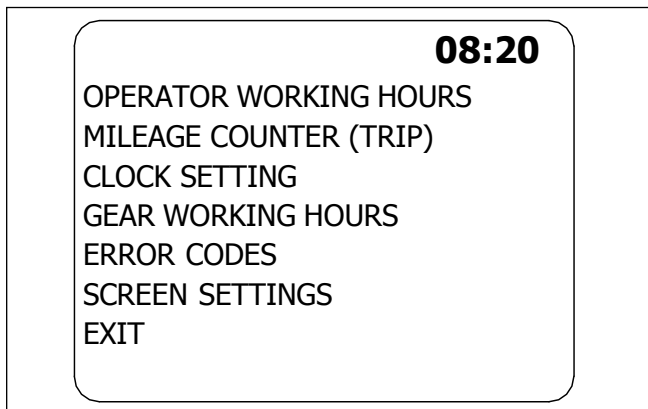 08:20
OPERATOR WORKING HOURS
MILEAGE COUNTER (TRIP)
CLOCK SETTING
GEAR WORKING HOURS
ERROR CODES
SCREEN SETTINGS
EXIT